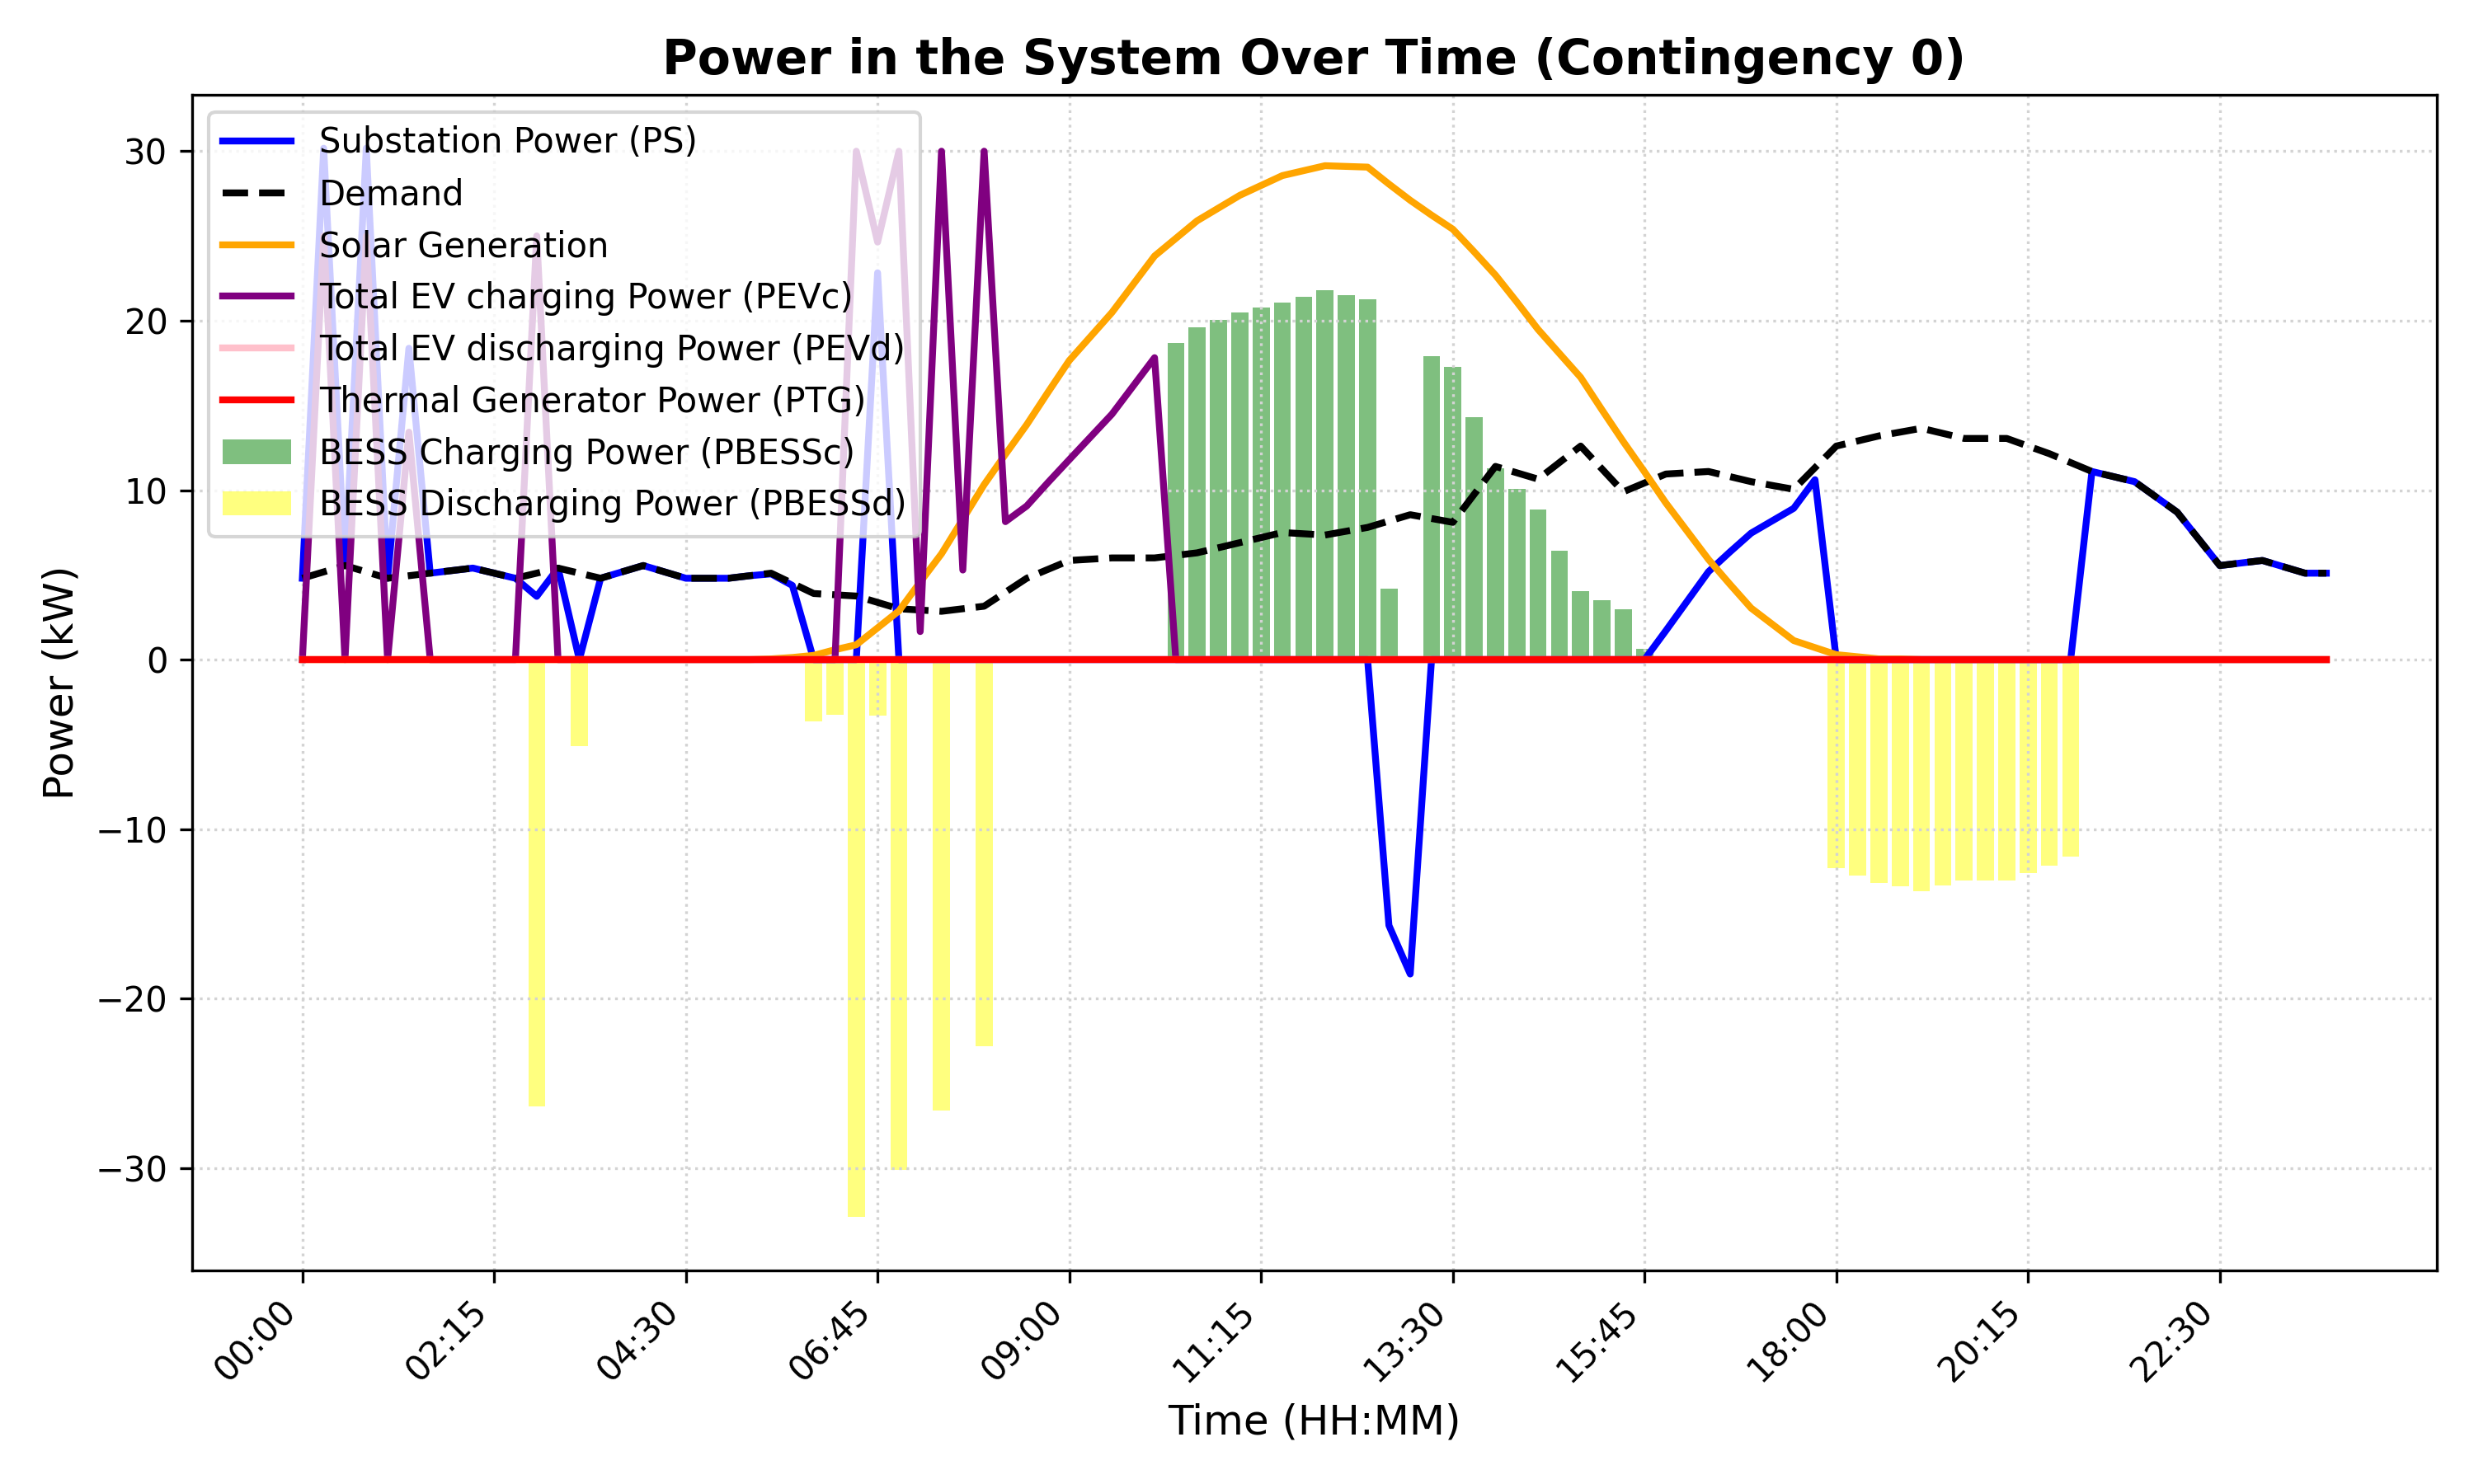 Power in the System Over Time (Contingency 0)
Substation Power (PS)
Demand
Solar Generation
Total EV charging Power (PEVc)
Total EV discharging Power (PEVd)
Thermal Generator Power (PTG)
BESS Charging Power (PBESSc)
BESS Discharging Power (PBESSd)
Power (kW)
30
20
10
0
−10
−20
−30
00:00
02:15
04:30
06:45
09:00
11:15
13:30
15:45
18:00
20:15
22:30
Time (HH:MM)